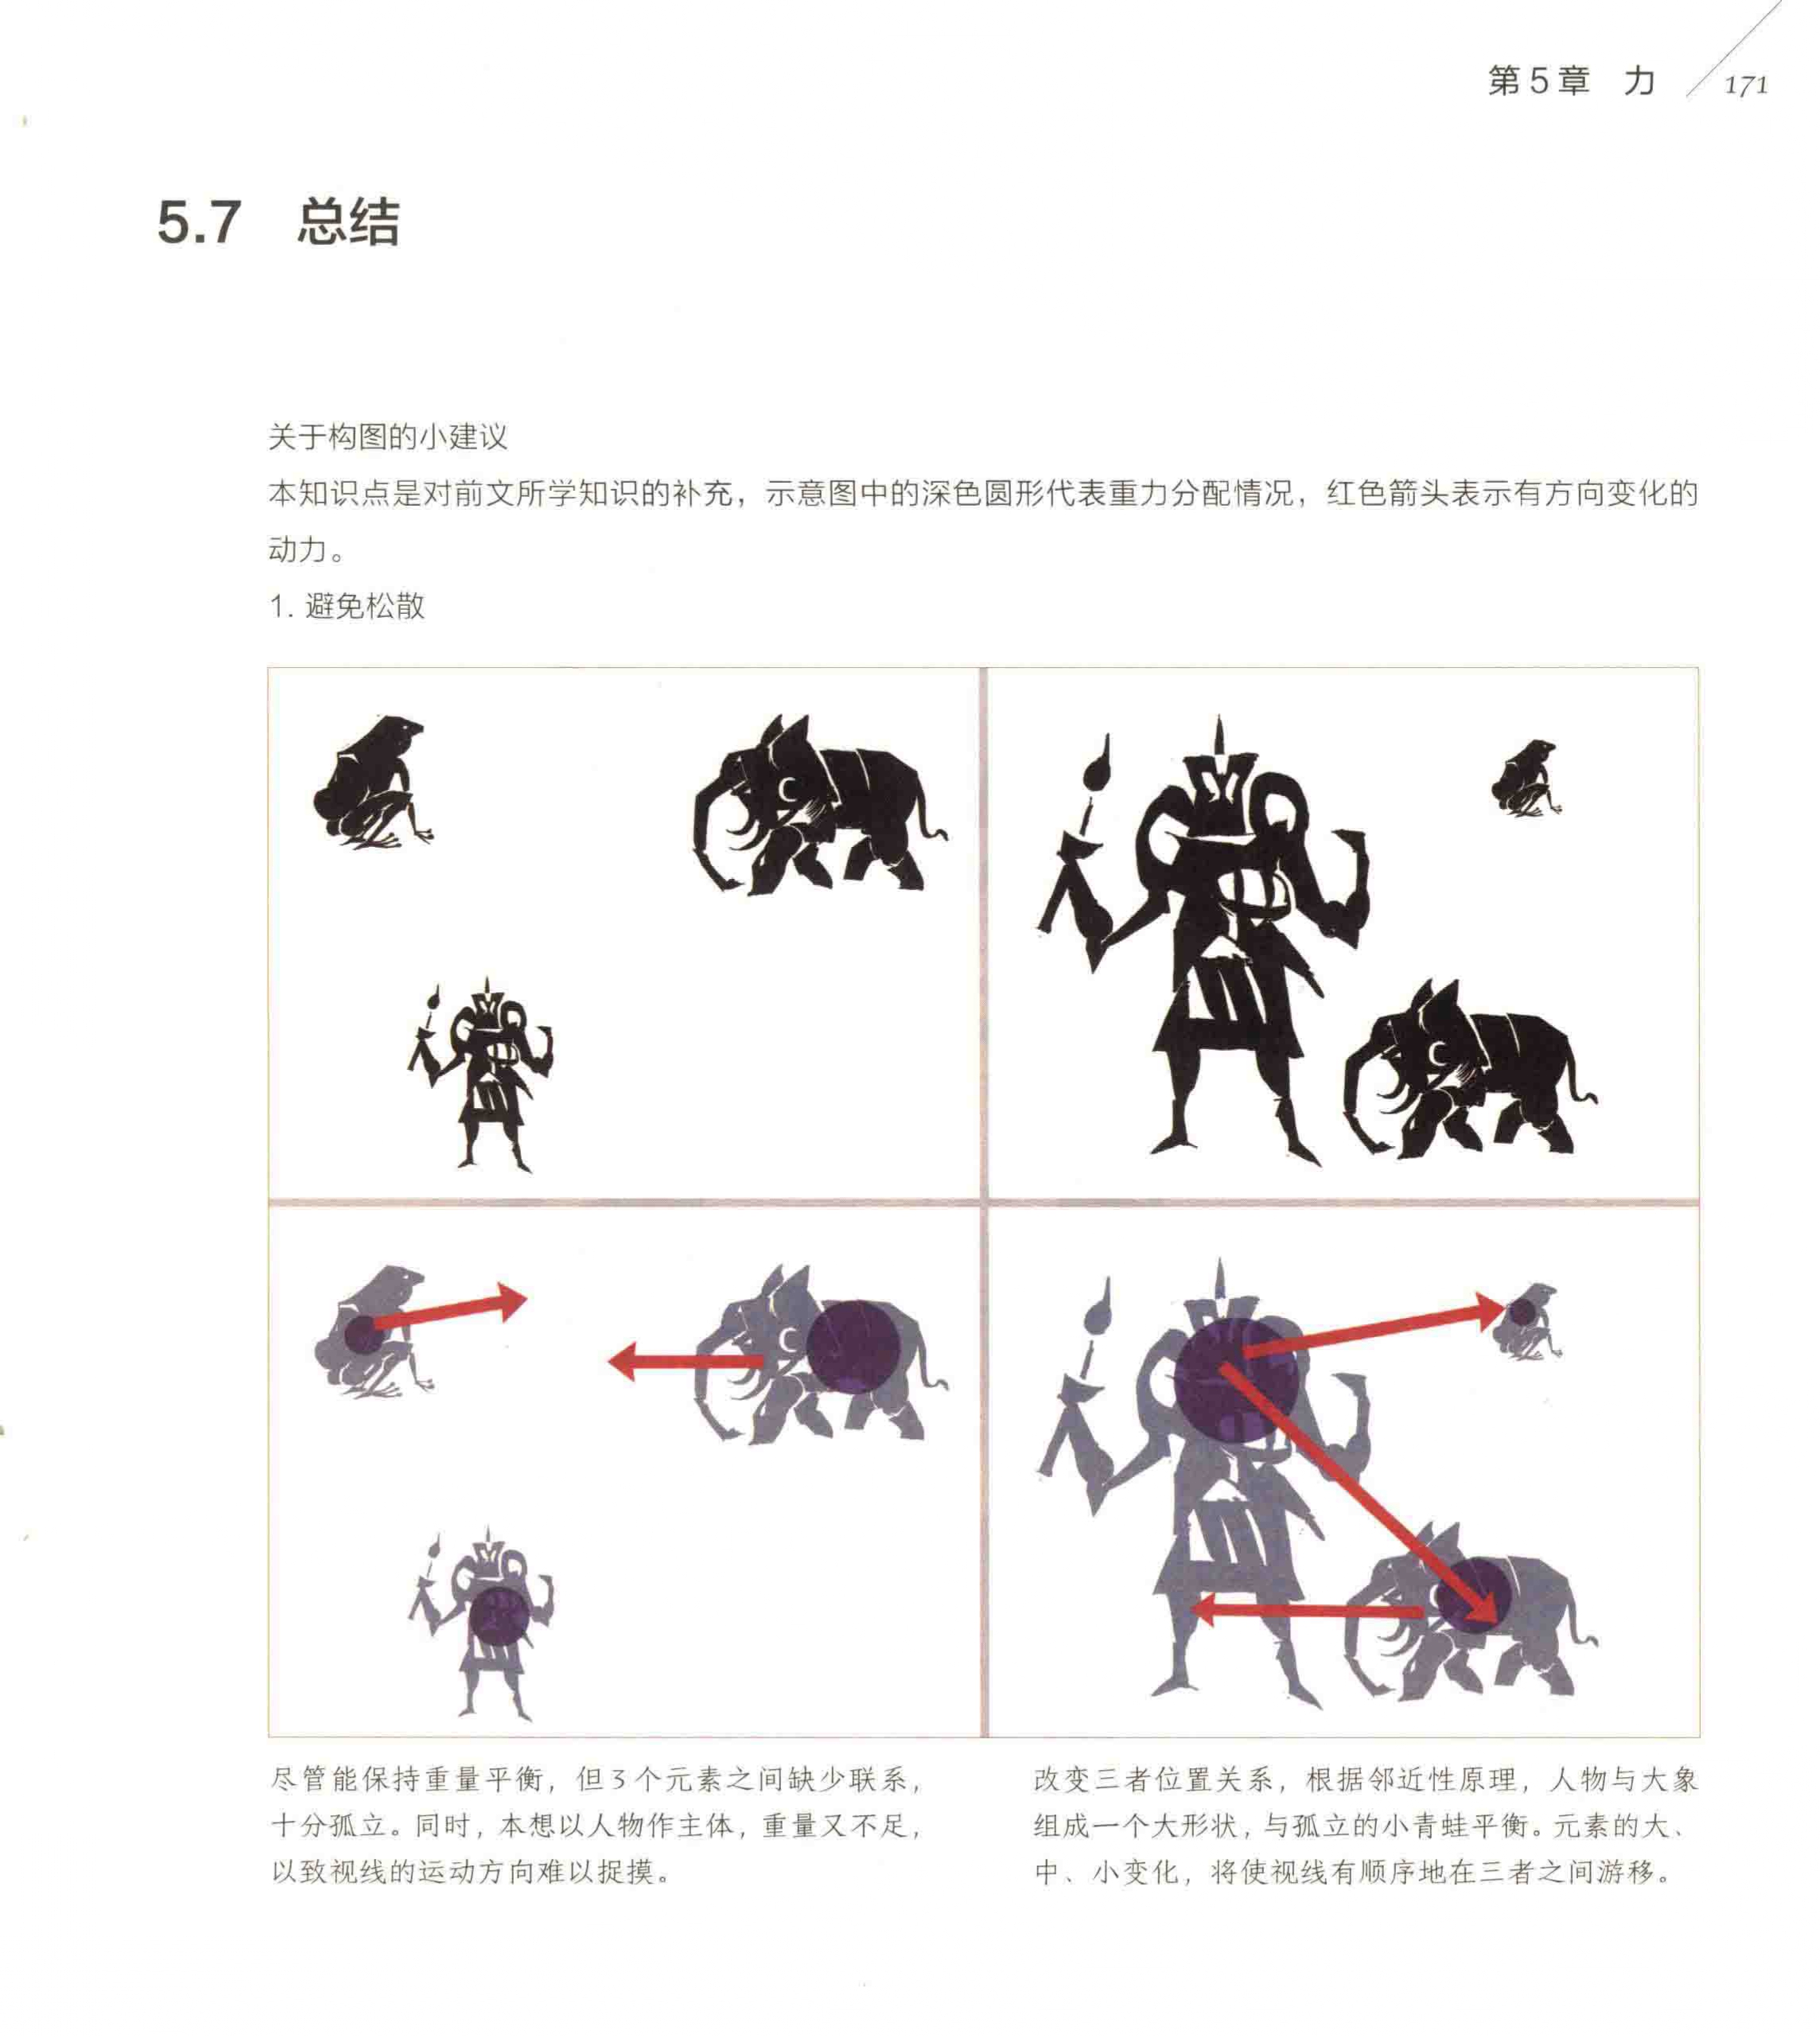 第5章 力 171
5.7 总结
关于构图的小建议
本知识点是对前文所学知识的补充，示意图中的深色圆形代表重力分配情况，红色箭头表示有方向变化的
动力。
1. 避免松散
尽管能保持重量平衡，但3个元素之间缺少联系，
十分孤立。同时，本想以人物作主体，重量又不足，
以致视线的运动方向难以捉摸。
改变三者位置关系，根据邻近性原理，人物与大象
组成一个大形状，与孤立的小青蛙平衡。元素的大、
中、小变化，将使视线有顺序地在三者之间游移。